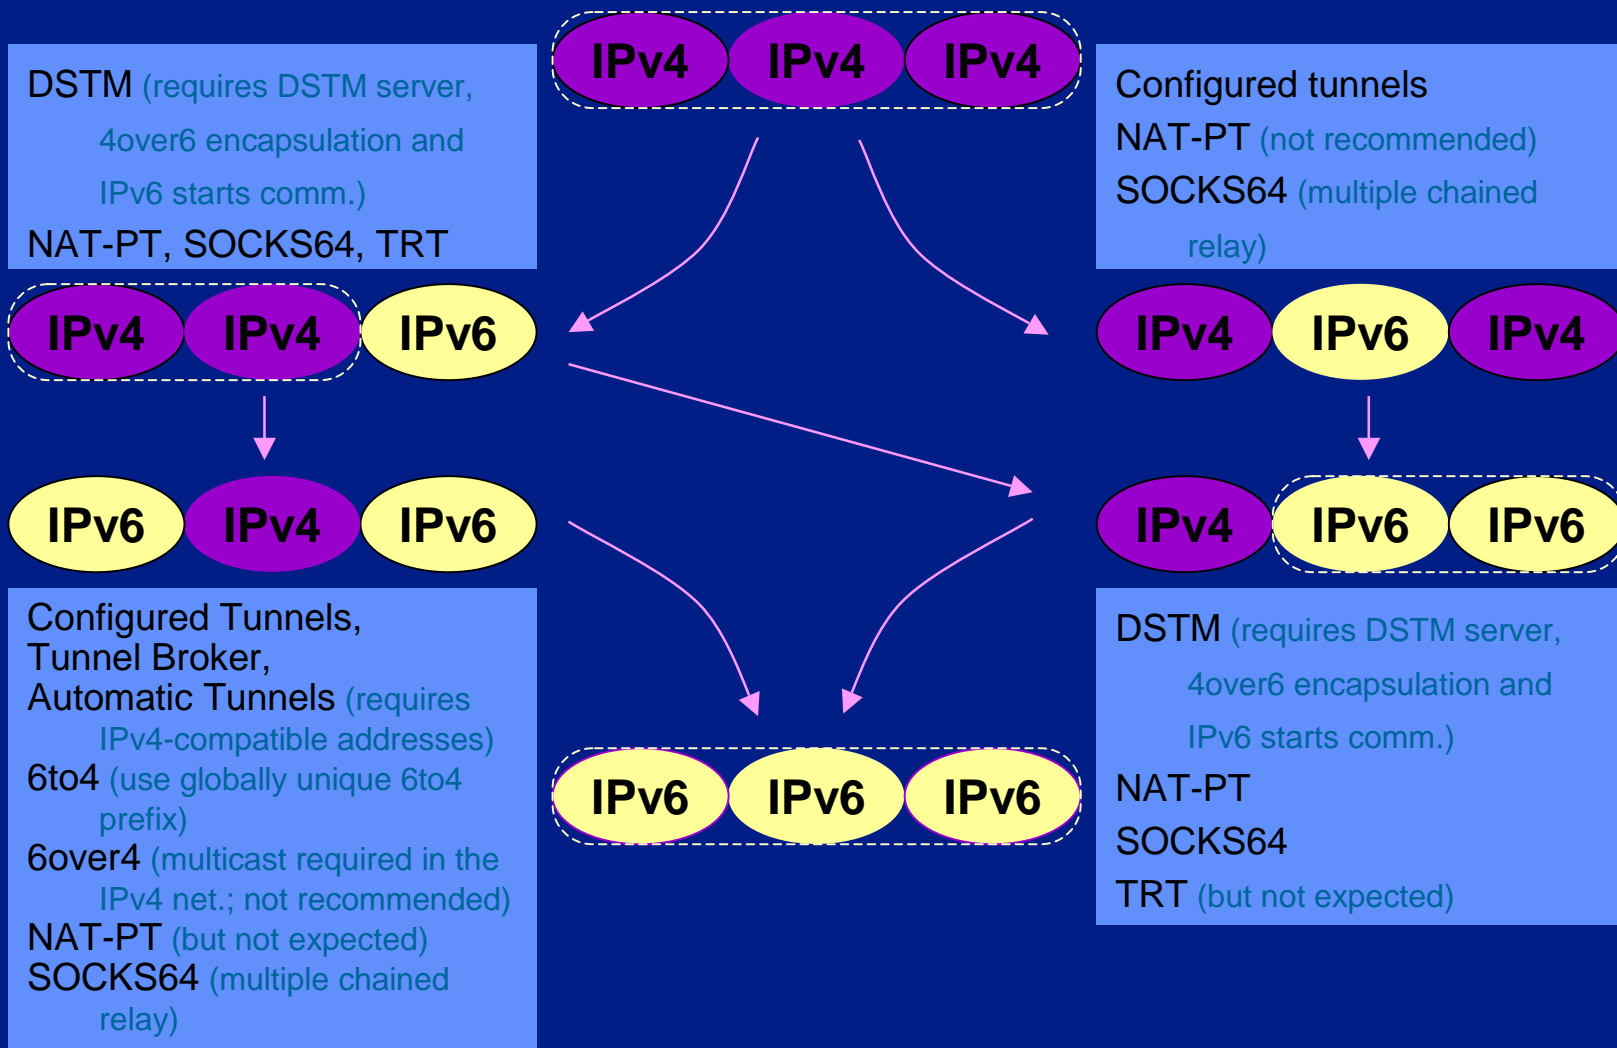 IPv4 IPv4 IPv4
DSTM (requires DSTM server,
4over6 encapsulation and
IPv6 starts comm.)
NAT-PT, SOCKS64, TRT
Configured tunnels
NAT-PT (not recommended)
SOCKS64 (multiple chained
relay)
IPv4 IPv4 IPv6
IPv4 IPv6 IPv4
IPv6 IPv4 IPv6
IPv4 IPv6 IPv6
Configured Tunnels,
Tunnel Broker,
Automatic Tunnels (requires
IPv4-compatible addresses)
6to4 (use globally unique 6to4
prefix)
6over4 (multicast required in the
IPv4 net.; not recommended)
NAT-PT (but not expected)
SOCKS64 (multiple chained
relay)
IPv6 IPv6 IPv6
DSTM (requires DSTM server,
4over6 encapsulation and
IPv6 starts comm.)
NAT-PT
SOCKS64
TRT (but not expected)